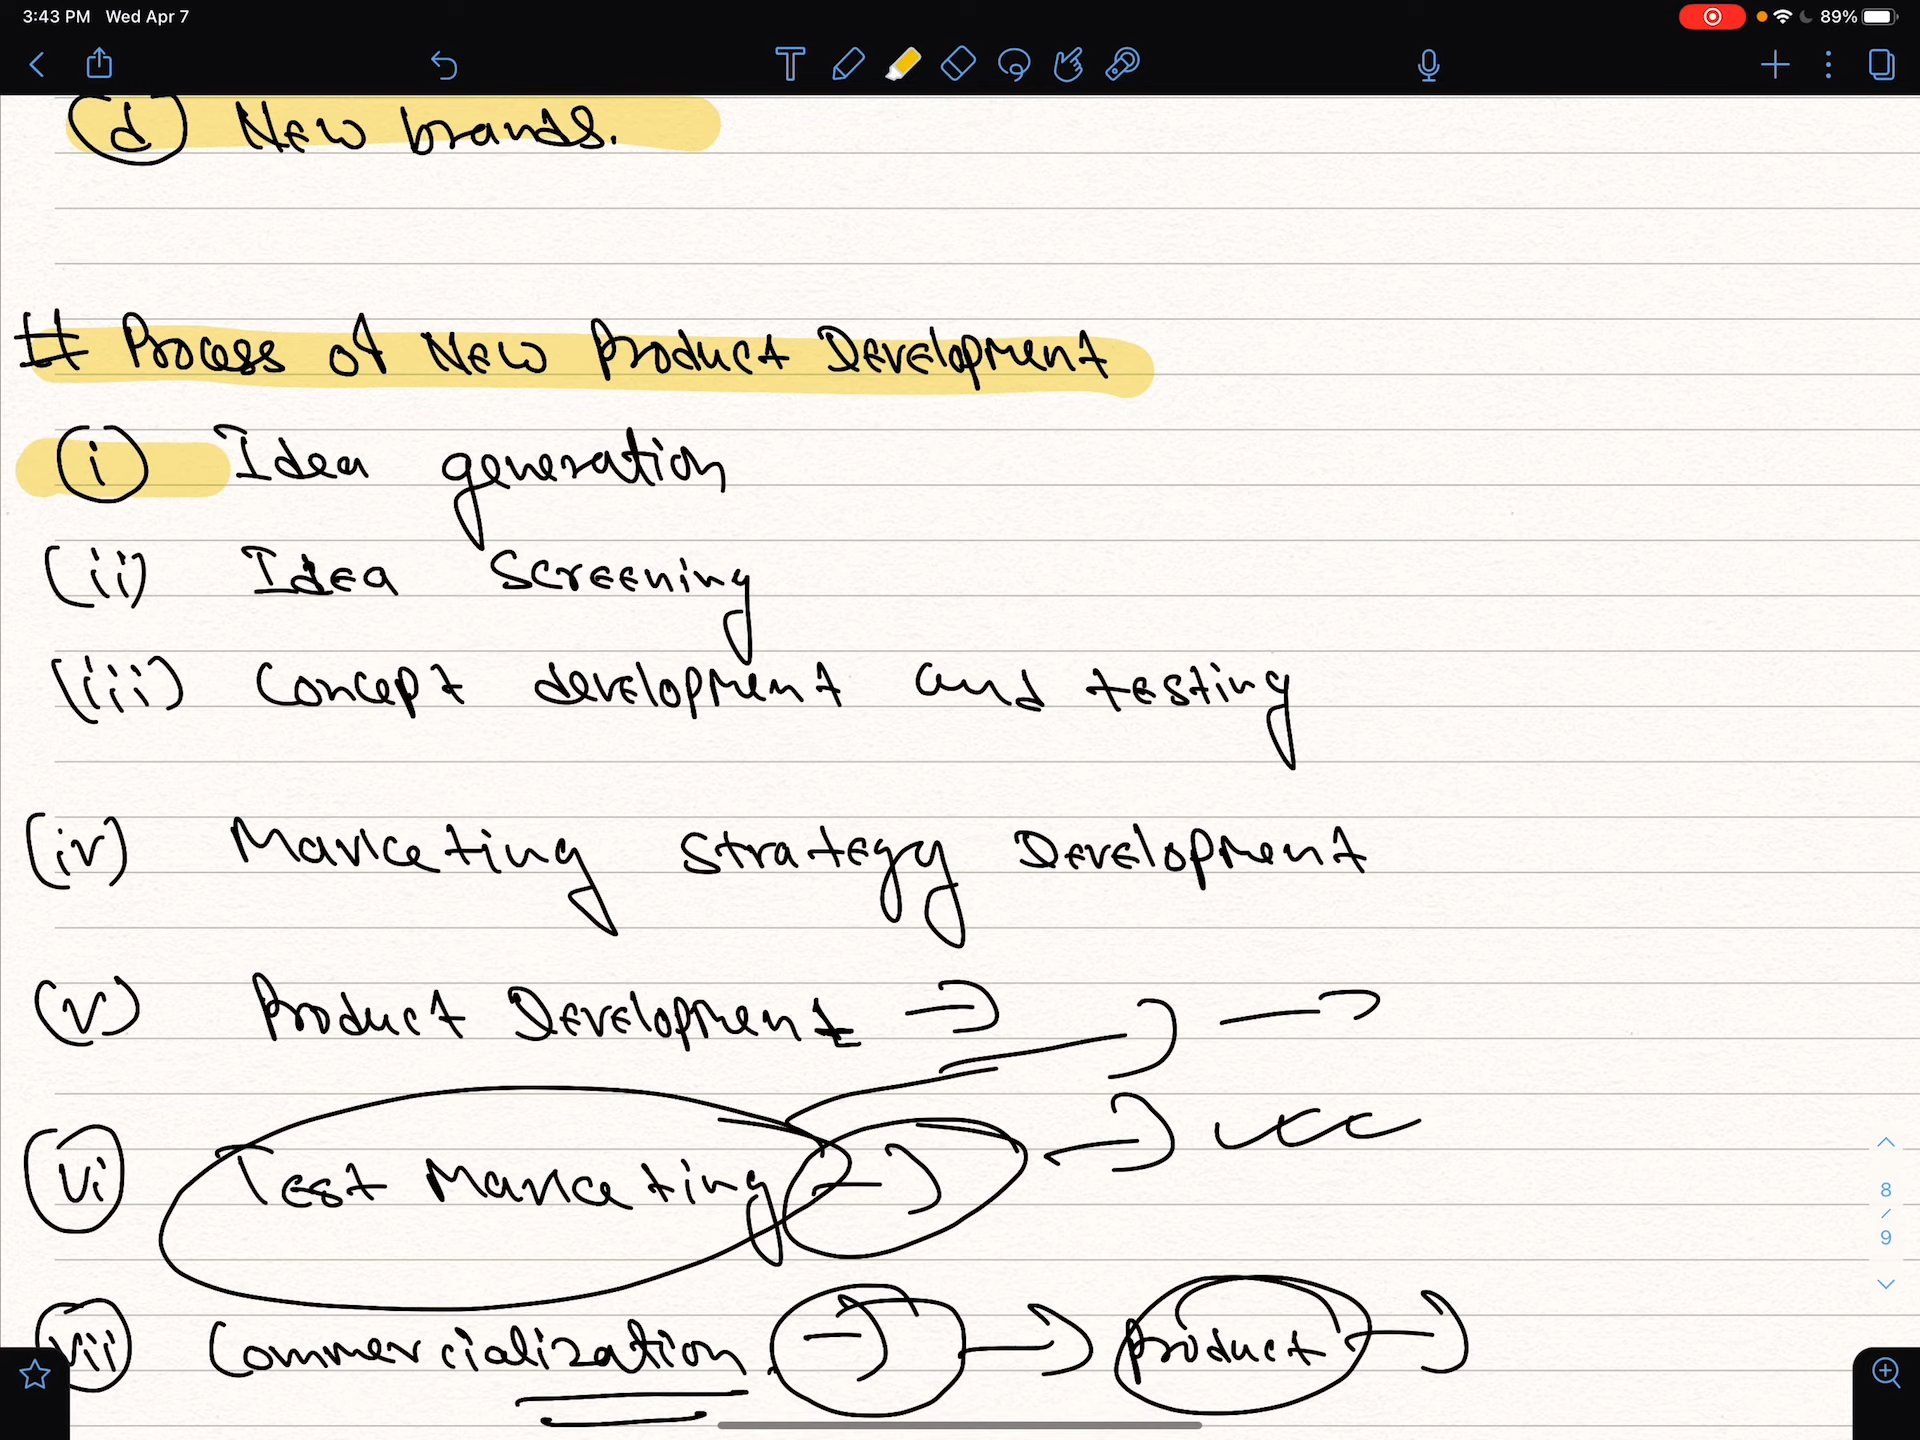 3:43 PM Wed Apr 7
89%
(d) New brands.
# Process of New Product Development
(i) Idea generation
(ii) Idea Screening
(iii) Concept development and testing
(iv) Marketing Strategy Development
(v) Product Development →
(vi) Test Marketing →
(vii) Commercialization → → Product →
8
/
9